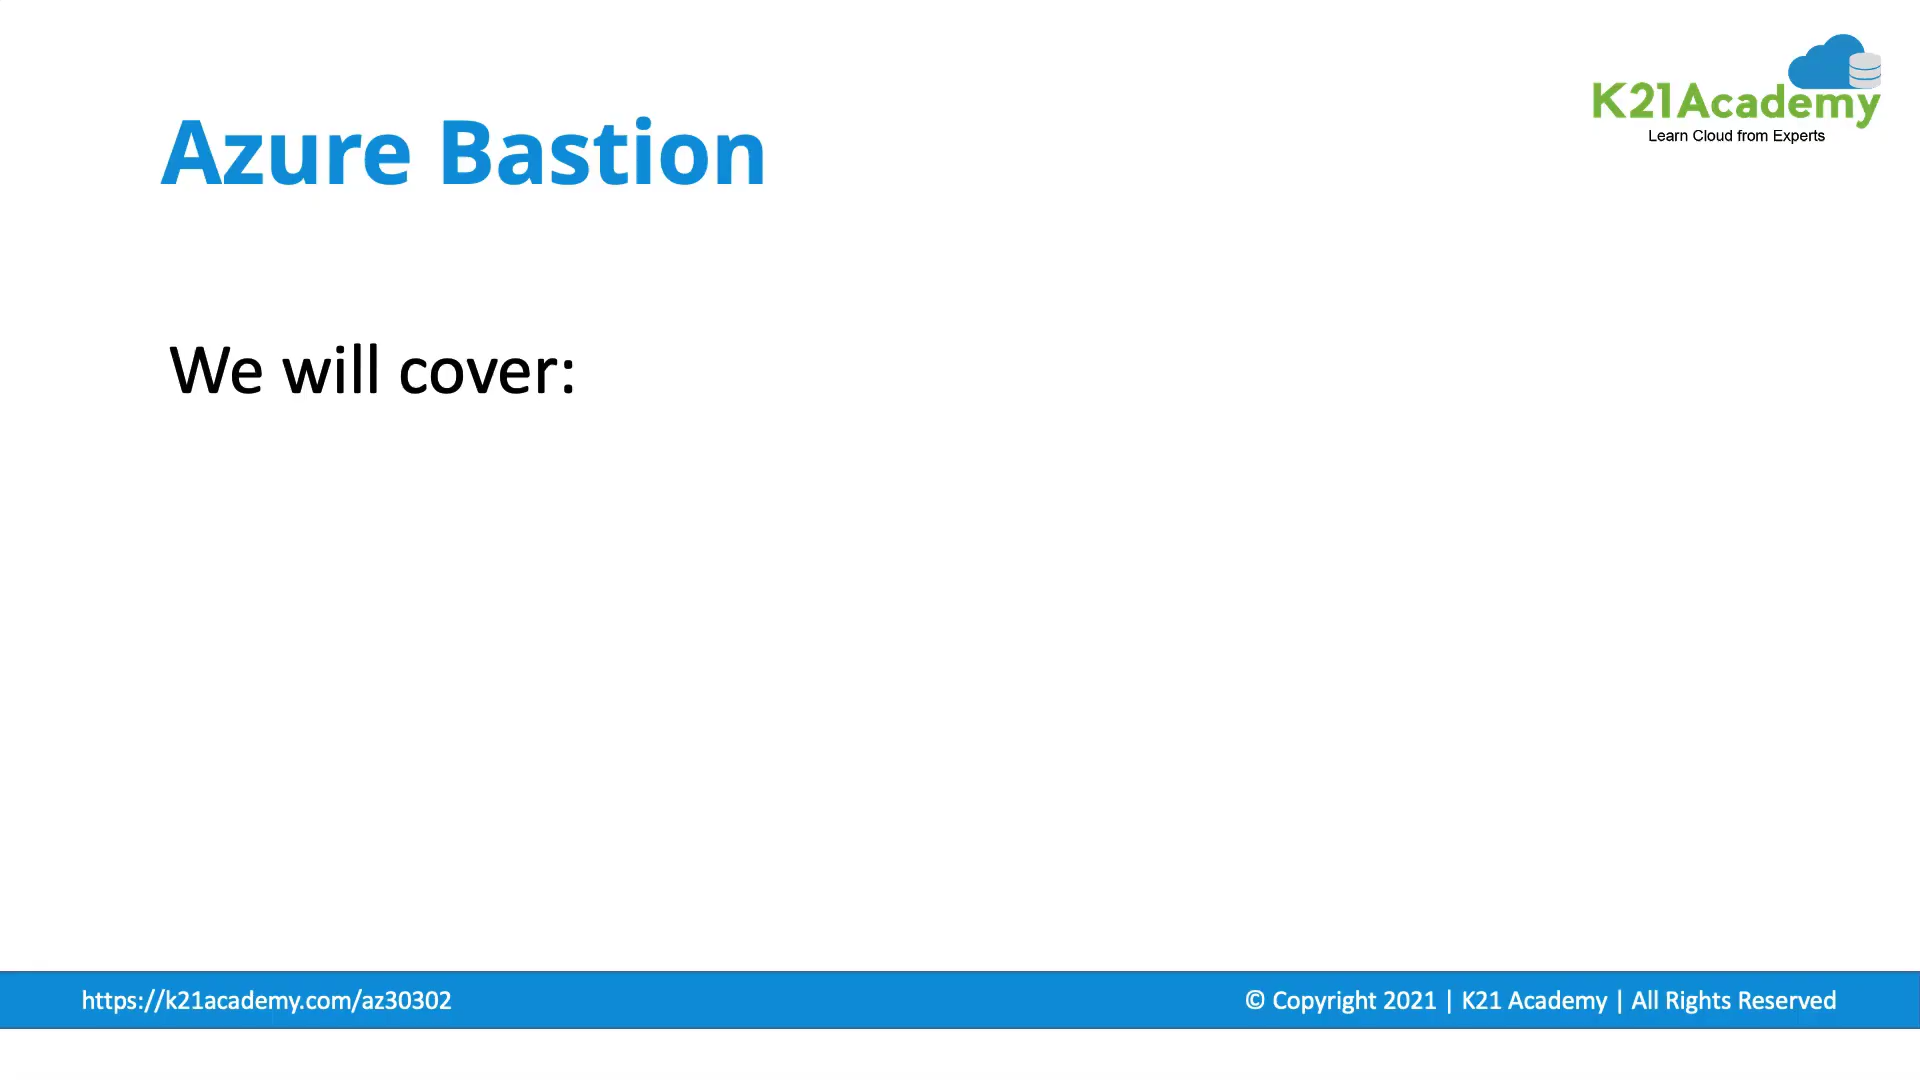 K21Academy
Learn Cloud from Experts
Azure Bastion
We will cover:
https://k21academy.com/az30302
© Copyright 2021 | K21 Academy | All Rights Reserved